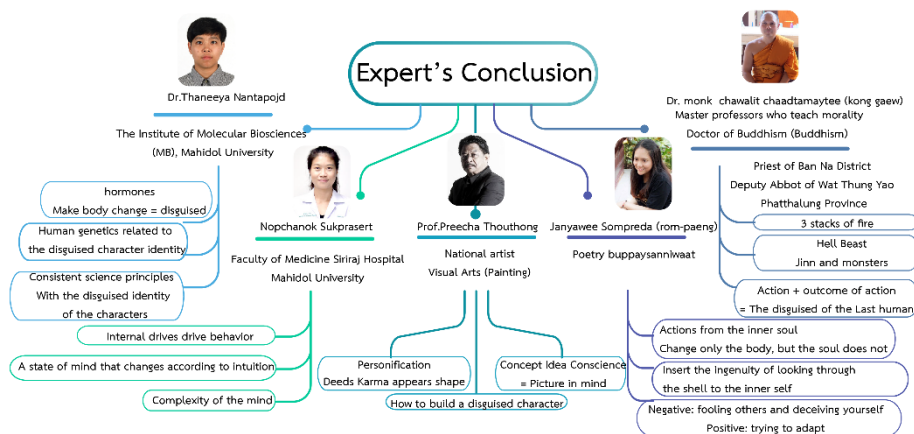 Expert's Conclusion
Dr.Thaneeya Nantapojd
The Institute of Molecular Biosciences
(MB), Mahidol University
hormones
Make body change = disguised
Human genetics related to
the disguised character identity
Consistent science principles
With the disguised identity
of the characters
Nopchanok Sukprasert
Faculty of Medicine Siriraj Hospital
Mahidol University
Internal drives drive behavior
A state of mind that changes according to intuition
Complexity of the mind
Prof.Preecha Thouthong
National artist
Visual Arts (Painting)
Personification
Deeds Karma appears shape
How to build a disguised character
Concept Idea Conscience
= Picture in mind
Janyawee Sompreda (rom-paeng)
Poetry buppaysanniwaat
Actions from the inner soul
Change only the body, but the soul does not
Insert the Ingenuity of looking through
the shell to the inner self
Negative: fooling others and deceiving yourself
Positive: trying to adapt
Dr. monk chawalit chaadtamaytee (kong gaew)
Master professors who teach morality
Doctor of Buddhism (Buddhism)
Priest of Ban Na District
Deputy Abbot of Wat Thung Yao
Phatthalung Province
3 stacks of fire
Hell Beast
Jinn and monsters
Action + outcome of action
= The disguised of the Last human